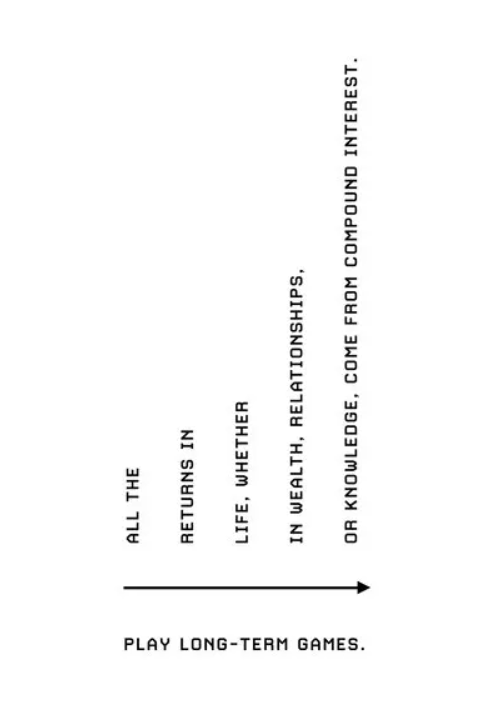 ALL THE
RETURNS IN
LIFE, WHETHER
IN WEALTH, RELATIONSHIPS,
OR KNOWLEDGE, COME FROM COMPOUND INTEREST.
PLAY LONG-TERM GAMES.